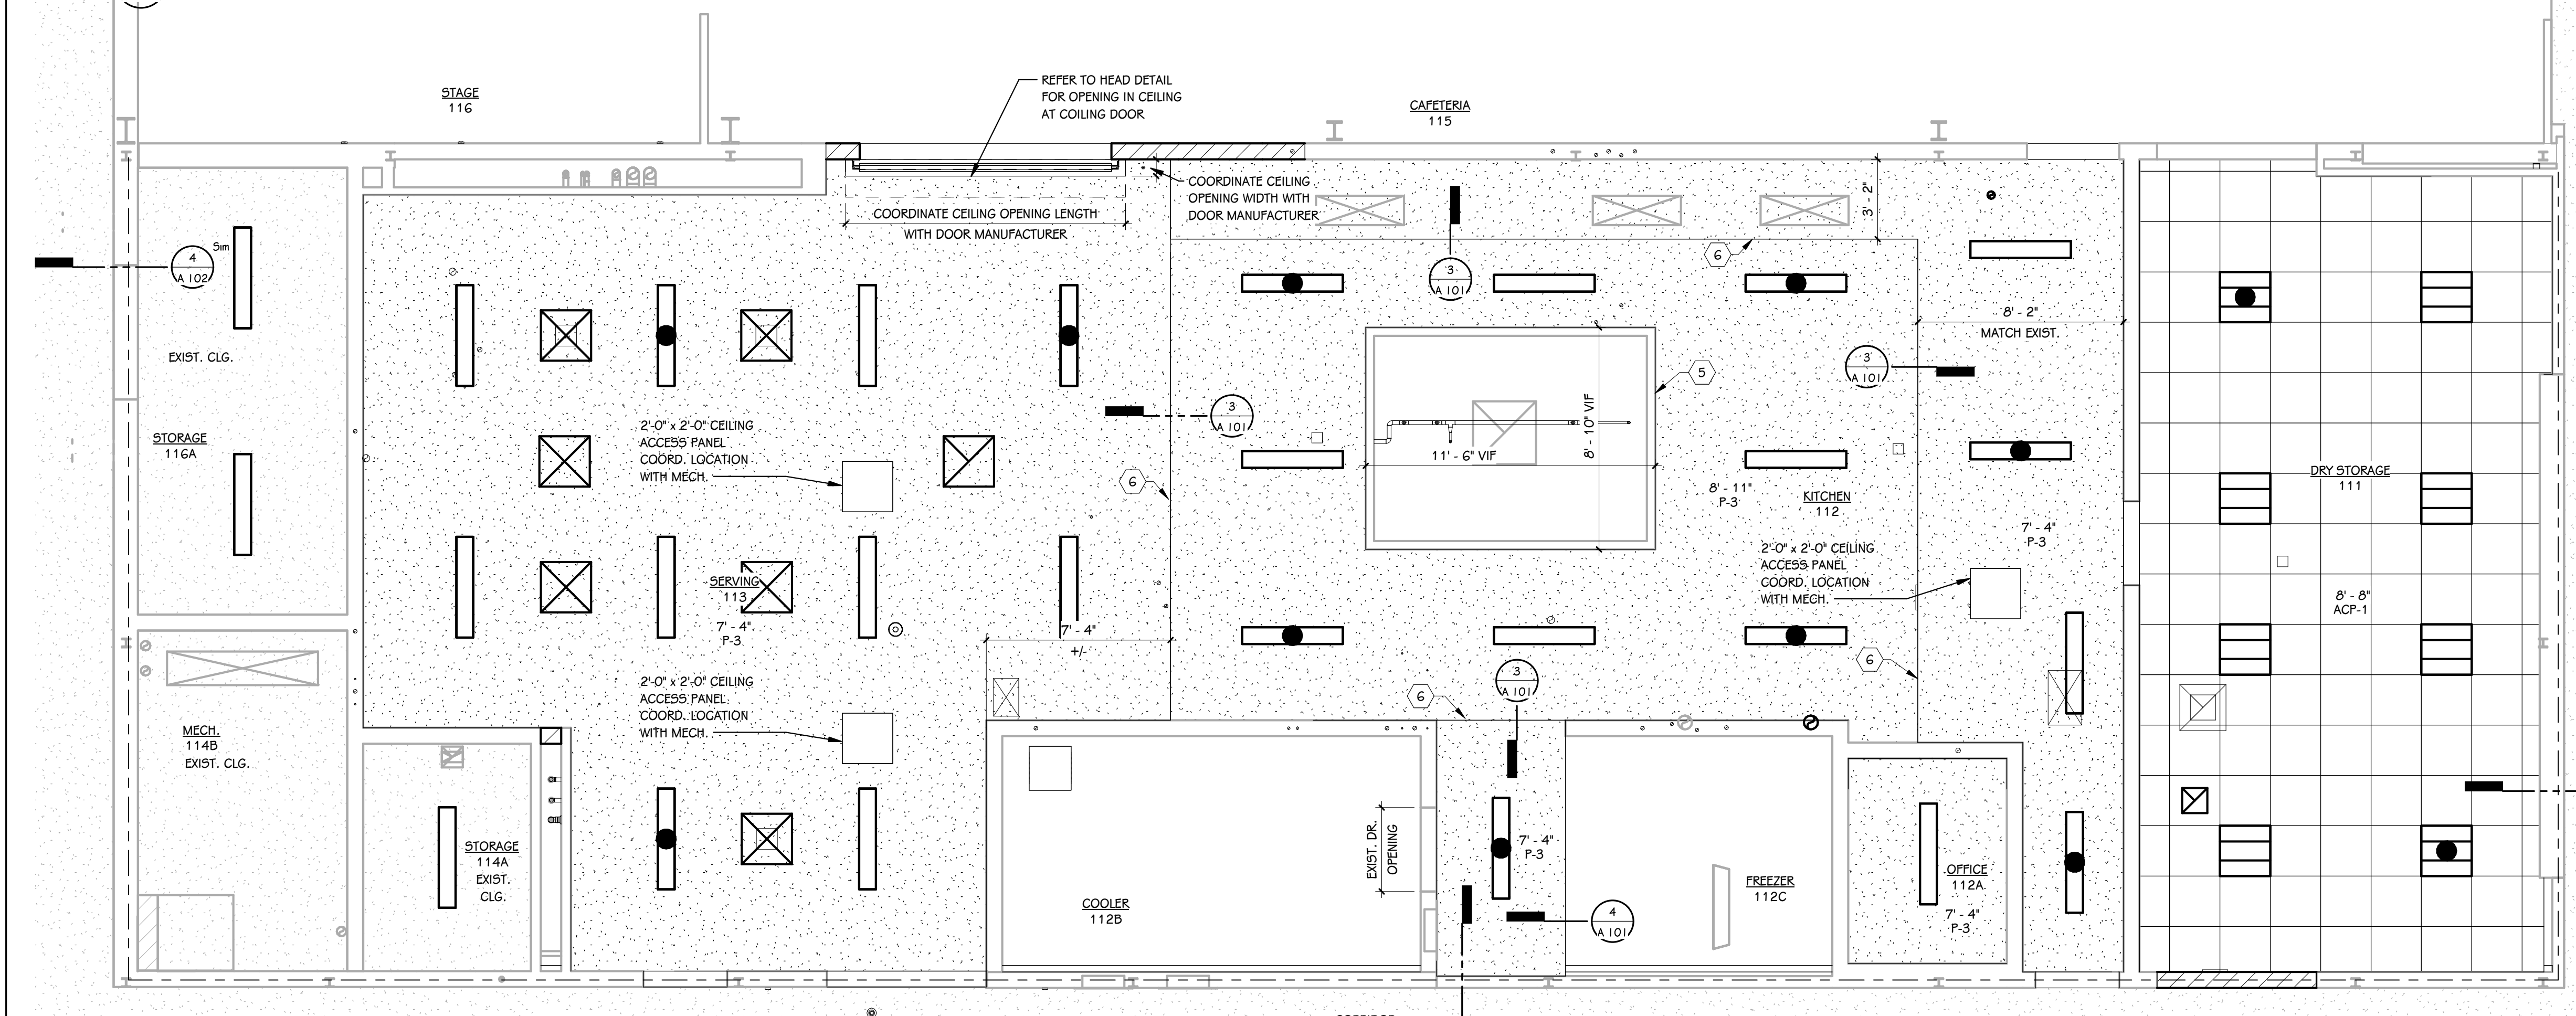 STAGE
116
REFER TO HEAD DETAIL
FOR OPENING IN CEILING
AT COILING DOOR
CAFETERIA
115
COORDINATE CEILING
OPENING WIDTH WITH
DOOR MANUFACTURER
COORDINATE CEILING OPENING LENGTH
WITH DOOR MANUFACTURER
3' - 2"
4
A 102
Sim
6
3
A 101
8' - 2"
MATCH EXIST.
EXIST. CLG.
3
A 101
5
3
A 101
STORAGE
116A
2'-0" x 2'-0" CEILING
ACCESS PANEL
COORD. LOCATION
WITH MECH.
6
11' - 6" VIF
8' - 10" VIF
8' - 11"
P-3
KITCHEN
112
DRY STORAGE
111
7' - 4"
P-3
2'-0" x 2'-0" CEILING
ACCESS PANEL
COORD. LOCATION
WITH MECH.
SERVING
113
7' - 4"
P-3
7' - 4"
+/-
8' - 8"
ACP-1
6
3
A 101
6
2'-0" x 2'-0" CEILING
ACCESS PANEL
COORD. LOCATION
WITH MECH.
MECH.
114B
EXIST. CLG.
STORAGE
114A
EXIST.
CLG.
EXIST. DR.
OPENING
7' - 4"
P-3
COOLER
112B
4
A 101
FREEZER
112C
OFFICE
112A
7' - 4"
P-3